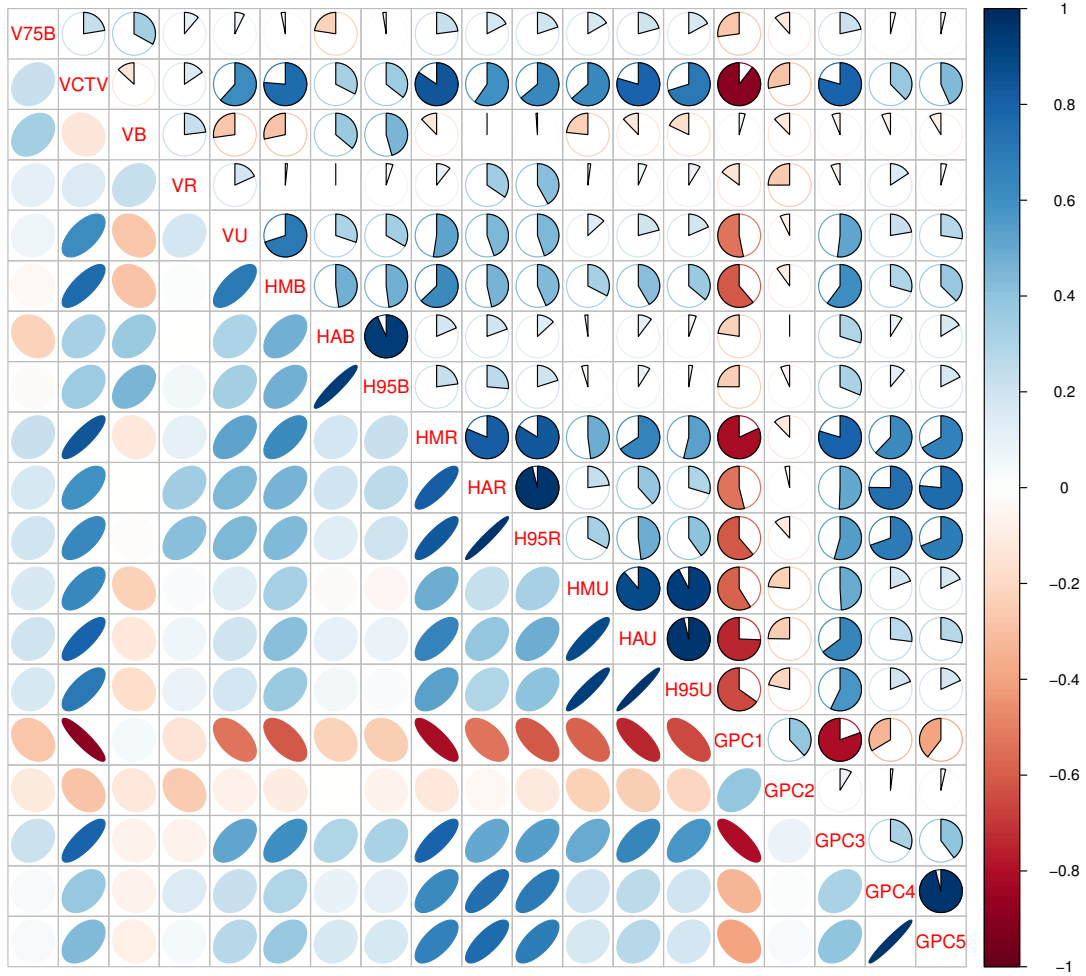 V75B
VCTV
VB
VR
VU
HMB
HAB
H95B
HMR
HAR
H95R
HMU
HAU
H95U
GPC1
GPC2
GPC3
GPC4
GPC5
1
0.8
0.6
0.4
0.2
0
−0.2
−0.4
−0.6
−0.8
−1